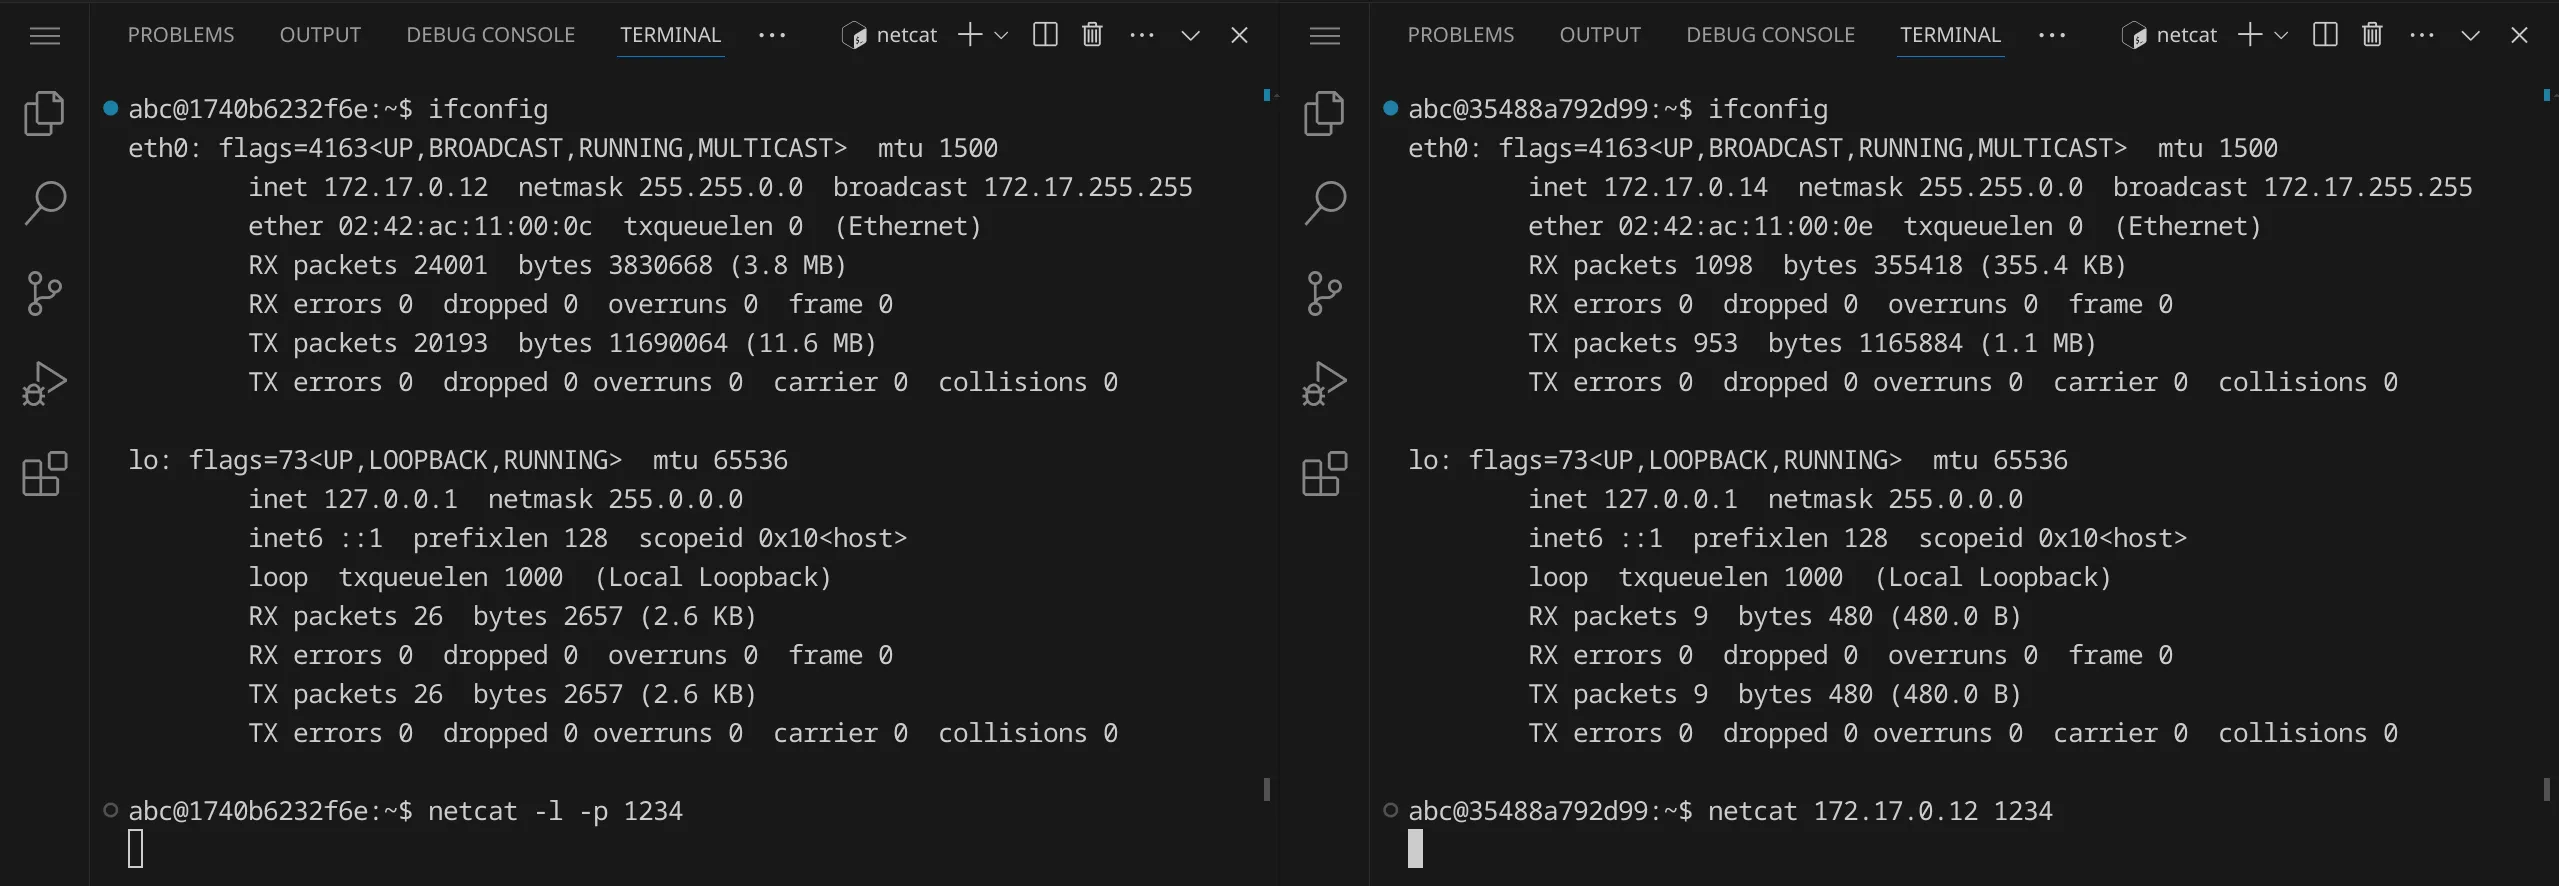 PROBLEMS OUTPUT DEBUG CONSOLE TERMINAL ··· netcat
abc@1740b6232f6e:~$ ifconfig
eth0: flags=4163<UP,BROADCAST,RUNNING,MULTICAST>  mtu 1500
        inet 172.17.0.12  netmask 255.255.0.0  broadcast 172.17.255.255
        ether 02:42:ac:11:00:0c  txqueuelen 0  (Ethernet)
        RX packets 24001  bytes 3830668 (3.8 MB)
        RX errors 0  dropped 0  overruns 0  frame 0
        TX packets 20193  bytes 11690064 (11.6 MB)
        TX errors 0  dropped 0 overruns 0  carrier 0  collisions 0
lo: flags=73<UP,LOOPBACK,RUNNING>  mtu 65536
        inet 127.0.0.1  netmask 255.0.0.0
        inet6 ::1  prefixlen 128  scopeid 0x10<host>
        loop  txqueuelen 1000  (Local Loopback)
        RX packets 26  bytes 2657 (2.6 KB)
        RX errors 0  dropped 0  overruns 0  frame 0
        TX packets 26  bytes 2657 (2.6 KB)
        TX errors 0  dropped 0 overruns 0  carrier 0  collisions 0
abc@1740b6232f6e:~$ netcat -l -p 1234
PROBLEMS OUTPUT DEBUG CONSOLE TERMINAL ··· netcat
abc@35488a792d99:~$ ifconfig
eth0: flags=4163<UP,BROADCAST,RUNNING,MULTICAST>  mtu 1500
        inet 172.17.0.14  netmask 255.255.0.0  broadcast 172.17.255.255
        ether 02:42:ac:11:00:0e  txqueuelen 0  (Ethernet)
        RX packets 1098  bytes 355418 (355.4 KB)
        RX errors 0  dropped 0  overruns 0  frame 0
        TX packets 953  bytes 1165884 (1.1 MB)
        TX errors 0  dropped 0 overruns 0  carrier 0  collisions 0
lo: flags=73<UP,LOOPBACK,RUNNING>  mtu 65536
        inet 127.0.0.1  netmask 255.0.0.0
        inet6 ::1  prefixlen 128  scopeid 0x10<host>
        loop  txqueuelen 1000  (Local Loopback)
        RX packets 9  bytes 480 (480.0 B)
        RX errors 0  dropped 0  overruns 0  frame 0
        TX packets 9  bytes 480 (480.0 B)
        TX errors 0  dropped 0 overruns 0  carrier 0  collisions 0
abc@35488a792d99:~$ netcat 172.17.0.12 1234